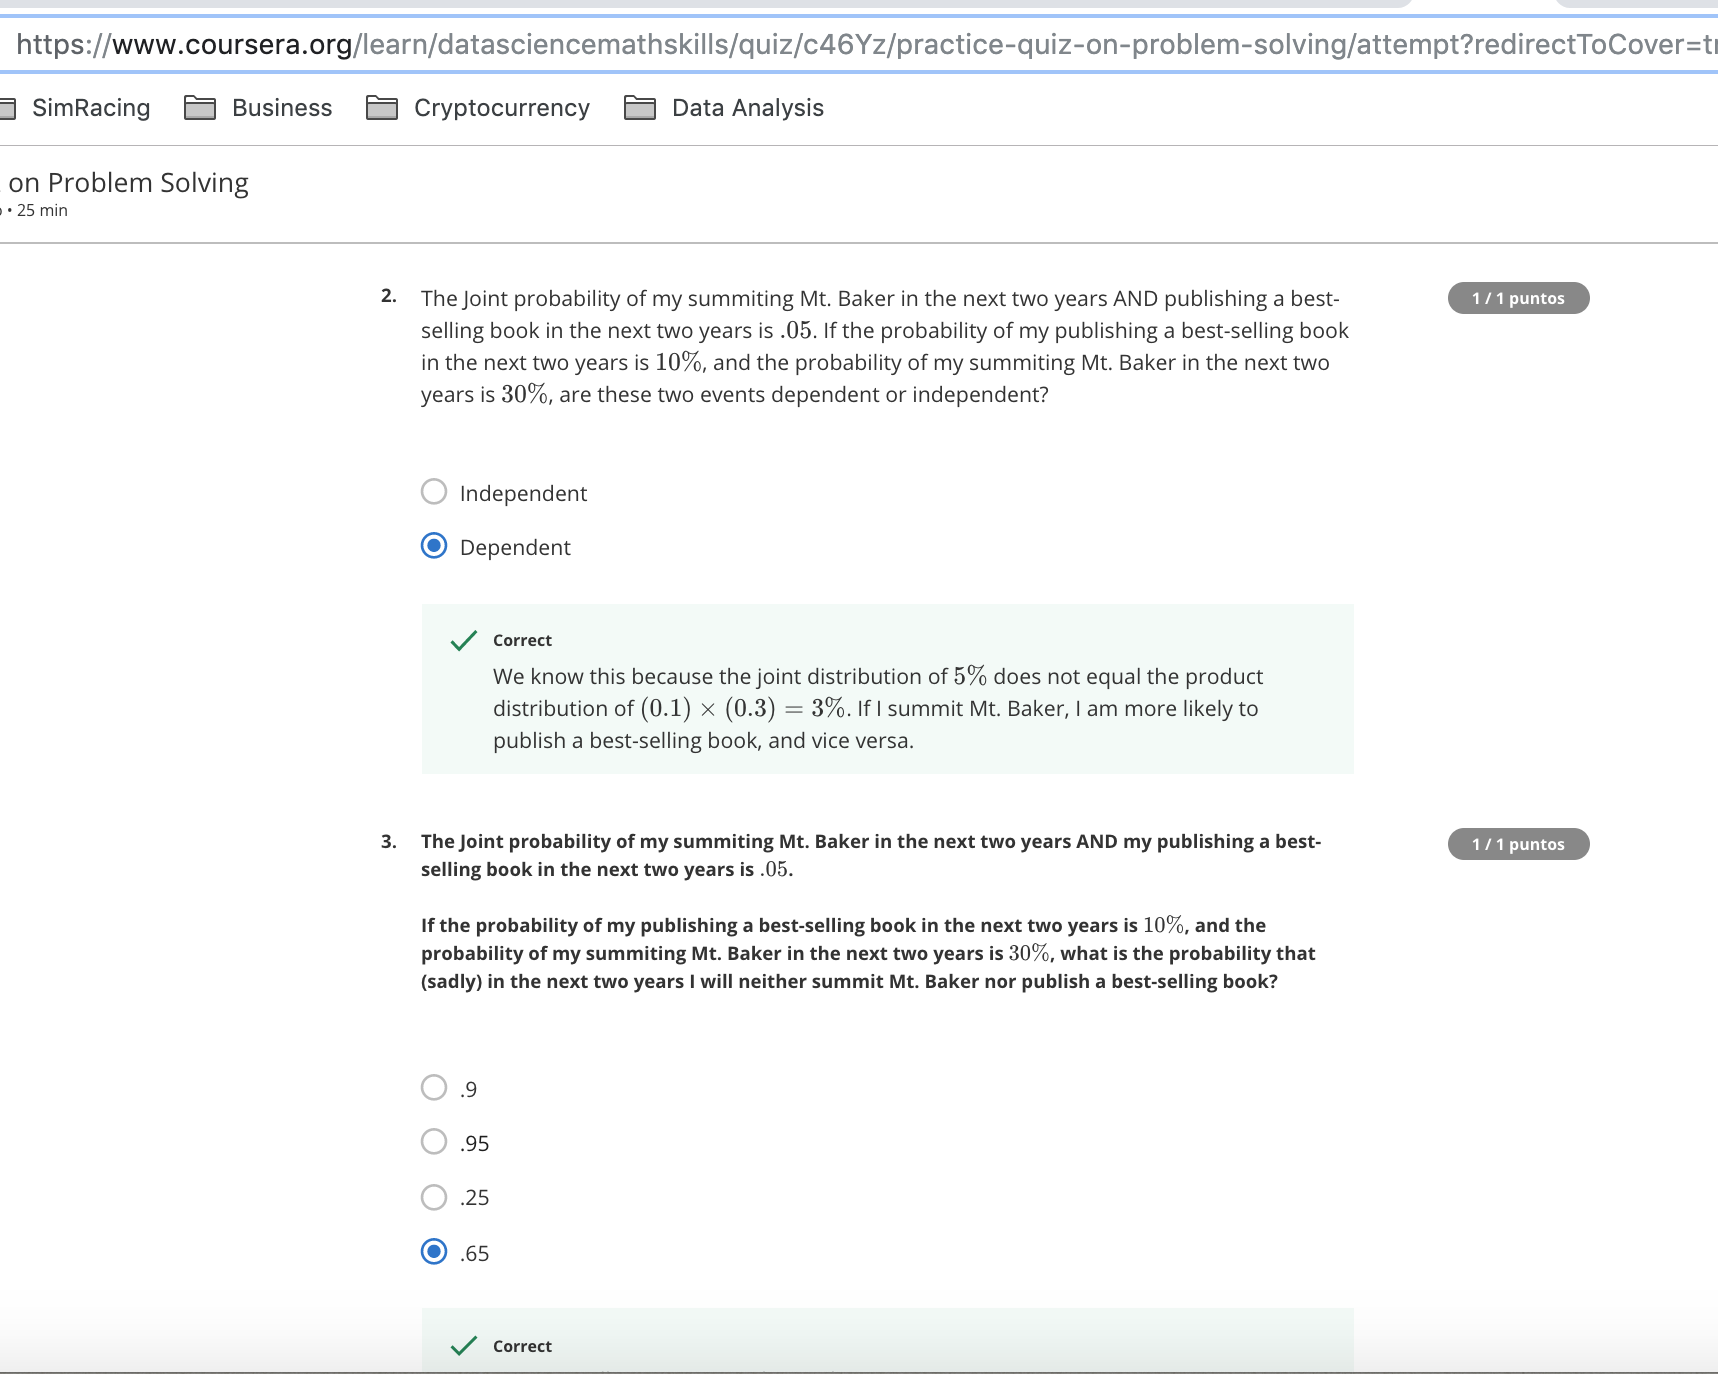 https://www.coursera.org/learn/datasciencemathskills/quiz/c46Yz/practice-quiz-on-problem-solving/attempt?redirectToCover=tr
SimRacing Business Cryptocurrency Data Analysis
on Problem Solving
• 25 min
2. The Joint probability of my summiting Mt. Baker in the next two years AND publishing a best-
1 / 1 puntos
selling book in the next two years is .05. If the probability of my publishing a best-selling book
in the next two years is 10%, and the probability of my summiting Mt. Baker in the next two
years is 30%, are these two events dependent or independent?
Independent
Dependent
Correct
We know this because the joint distribution of 5% does not equal the product
distribution of (0.1) × (0.3) = 3%. If I summit Mt. Baker, I am more likely to
publish a best-selling book, and vice versa.
3. The Joint probability of my summiting Mt. Baker in the next two years AND my publishing a best-
1 / 1 puntos
selling book in the next two years is .05.
If the probability of my publishing a best-selling book in the next two years is 10%, and the
probability of my summiting Mt. Baker in the next two years is 30%, what is the probability that
(sadly) in the next two years I will neither summit Mt. Baker nor publish a best-selling book?
.9
.95
.25
.65
Correct